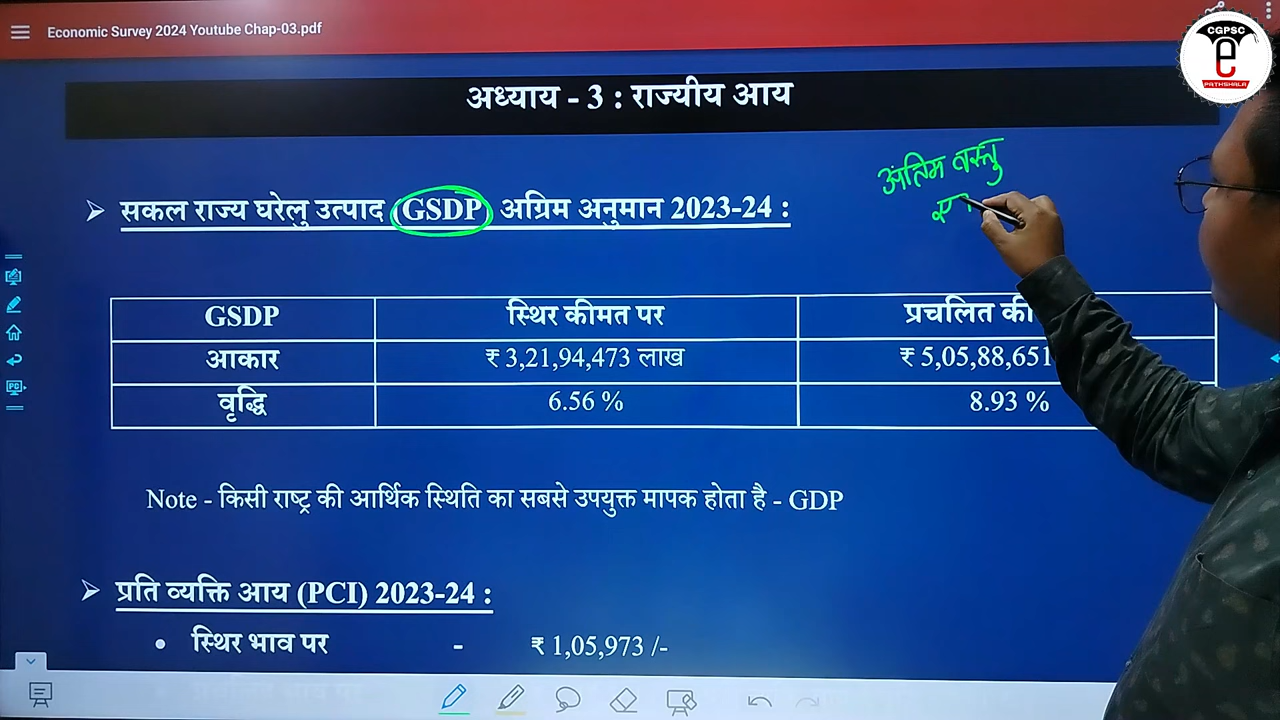 Economic Survey 2024 Youtube Chap-03.pdf
CGPSC
e
PATHSHALA
अध्याय - 3 : राज्यीय आय
अंतिम वस्तु
सकल राज्य घरेलु उत्पाद (GSDP) अग्रिम अनुमान 2023-24 :
GSDP स्थिर कीमत पर प्रचलित की
आकार ₹ 3,21,94,473 लाख ₹ 5,05,88,651
वृद्धि 6.56 % 8.93 %
Note - किसी राष्ट्र की आर्थिक स्थिति का सबसे उपयुक्त मापक होता है - GDP
प्रति व्यक्ति आय (PCI) 2023-24 :
• स्थिर भाव पर - ₹ 1,05,973 /-